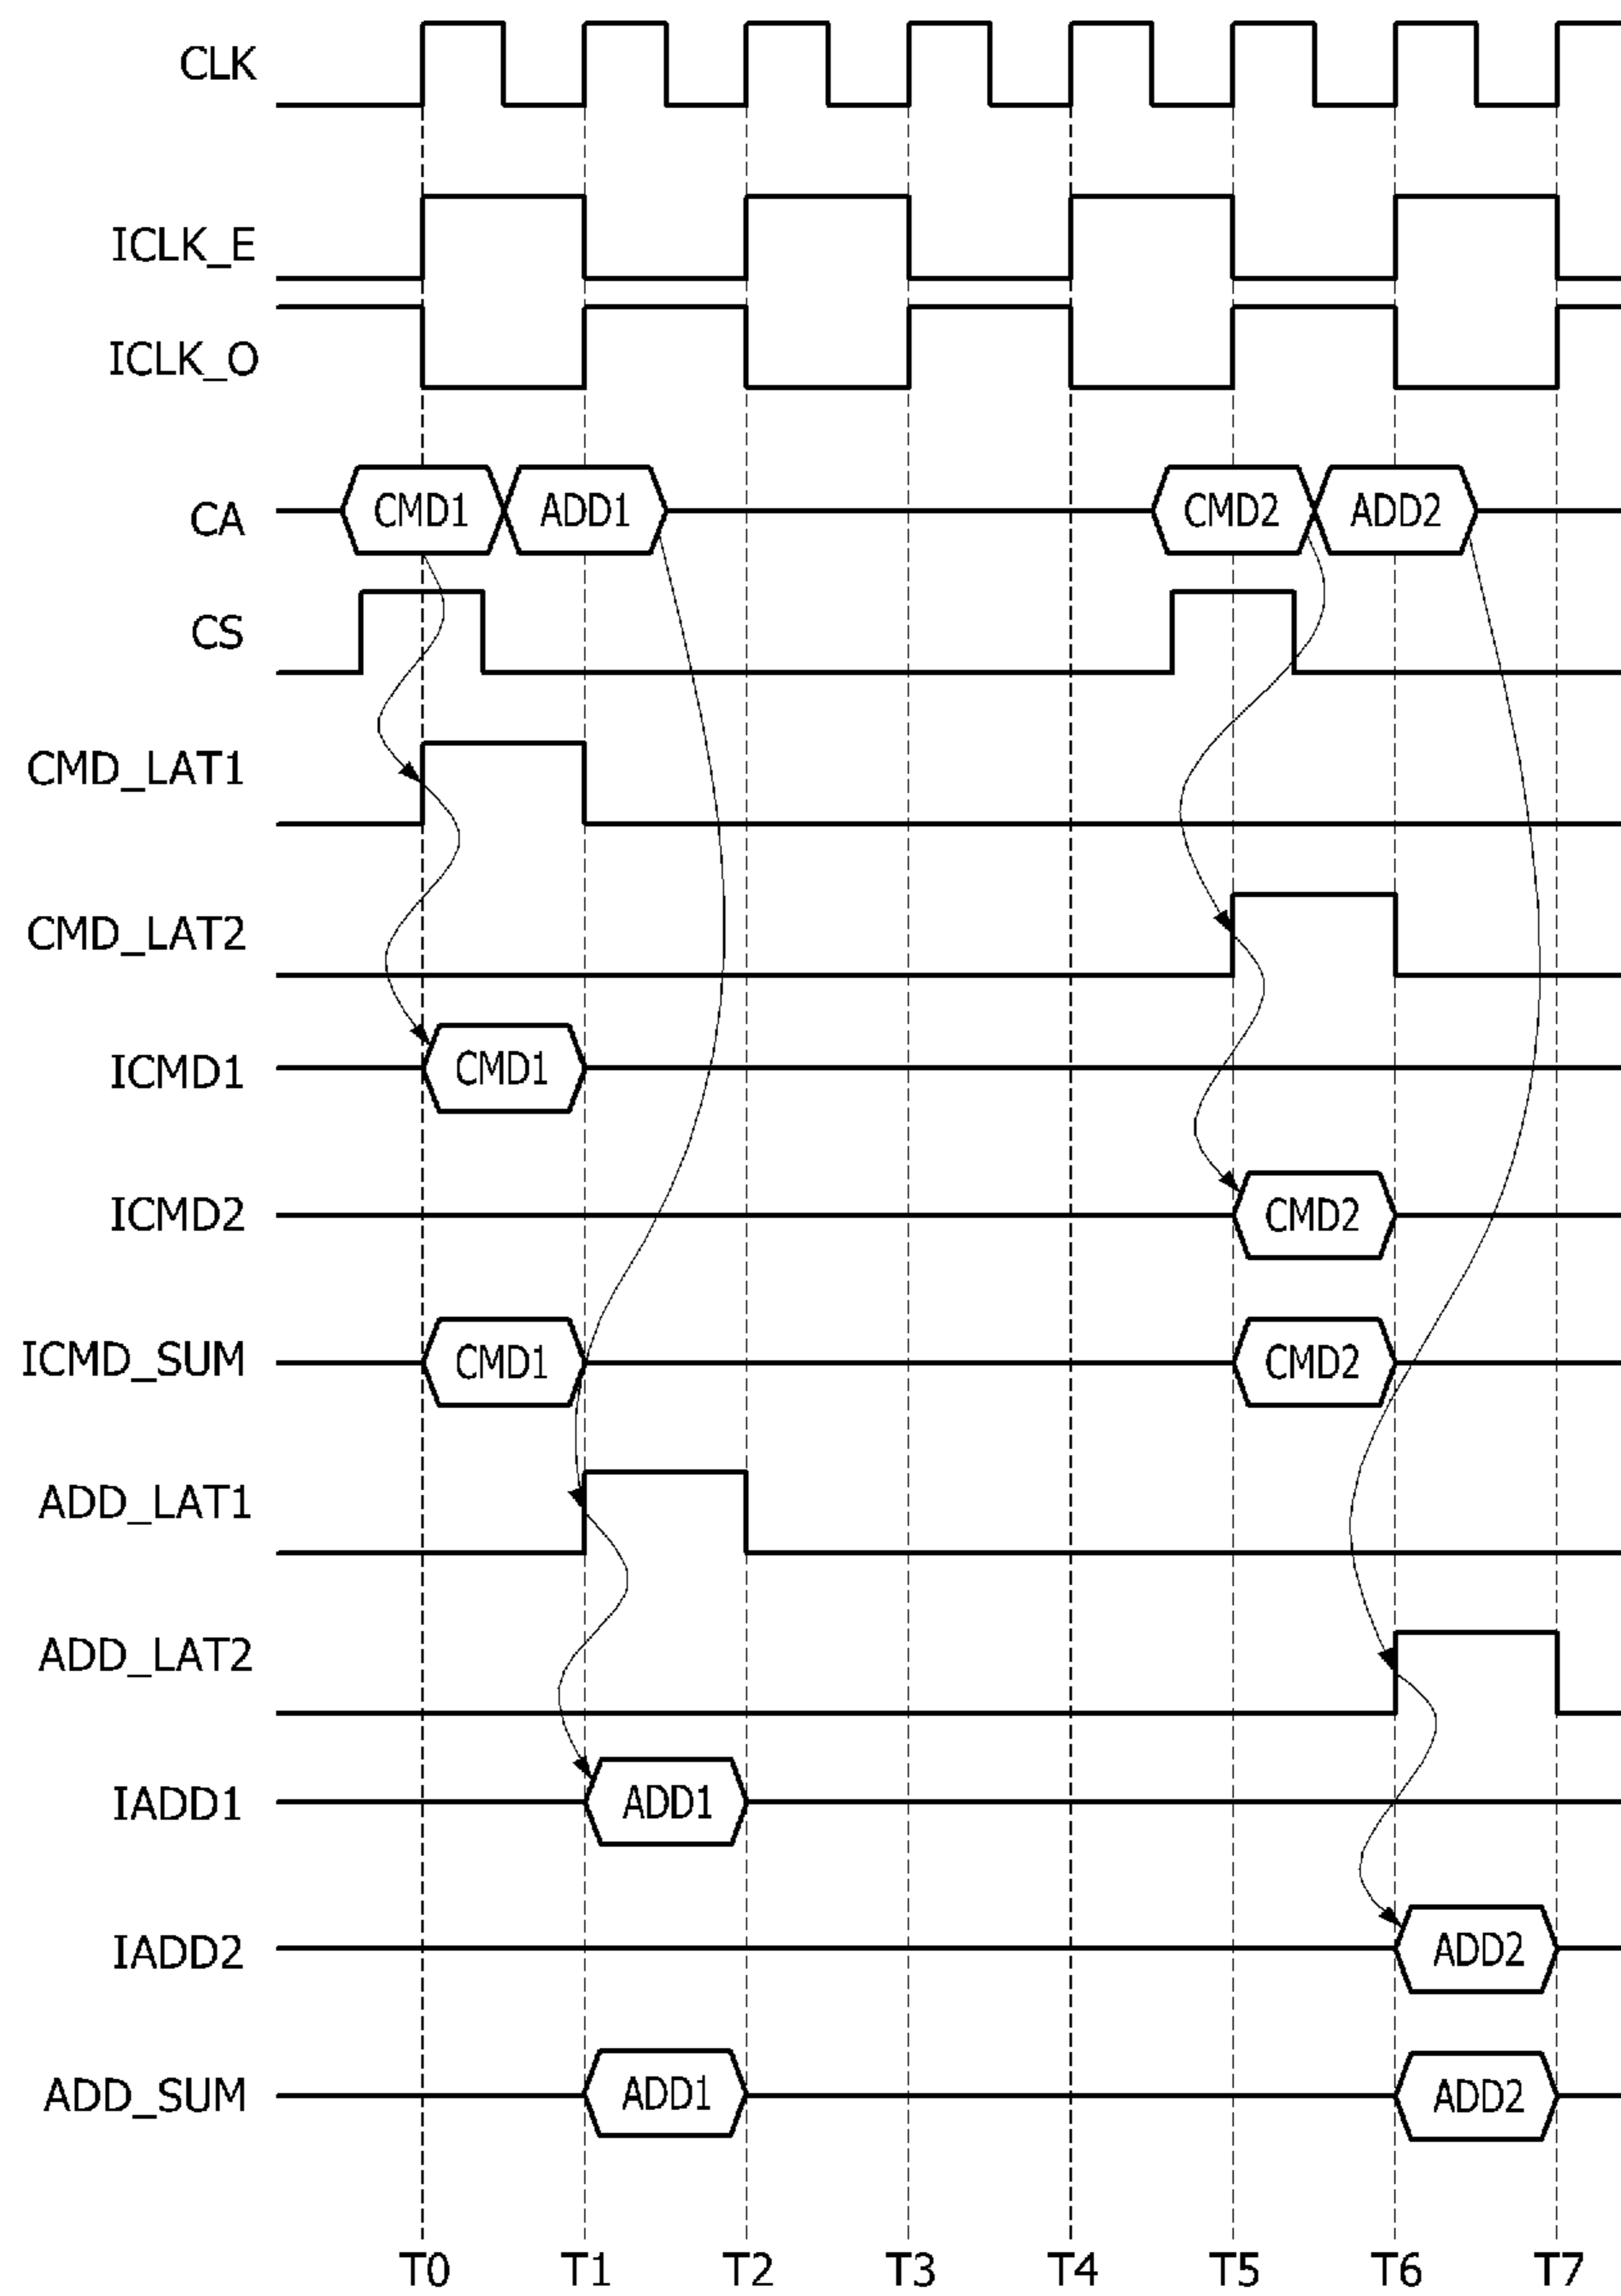 CLK
ICLK_E
ICLK_O
CA CMD1 ADD1 CMD2 ADD2
CS
CMD_LAT1
CMD_LAT2
ICMD1 CMD1
ICMD2 CMD2
ICMD_SUM CMD1 CMD2
ADD_LAT1
ADD_LAT2
IADD1 ADD1
IADD2 ADD2
ADD_SUM ADD1 ADD2
T0 T1 T2 T3 T4 T5 T6 T7